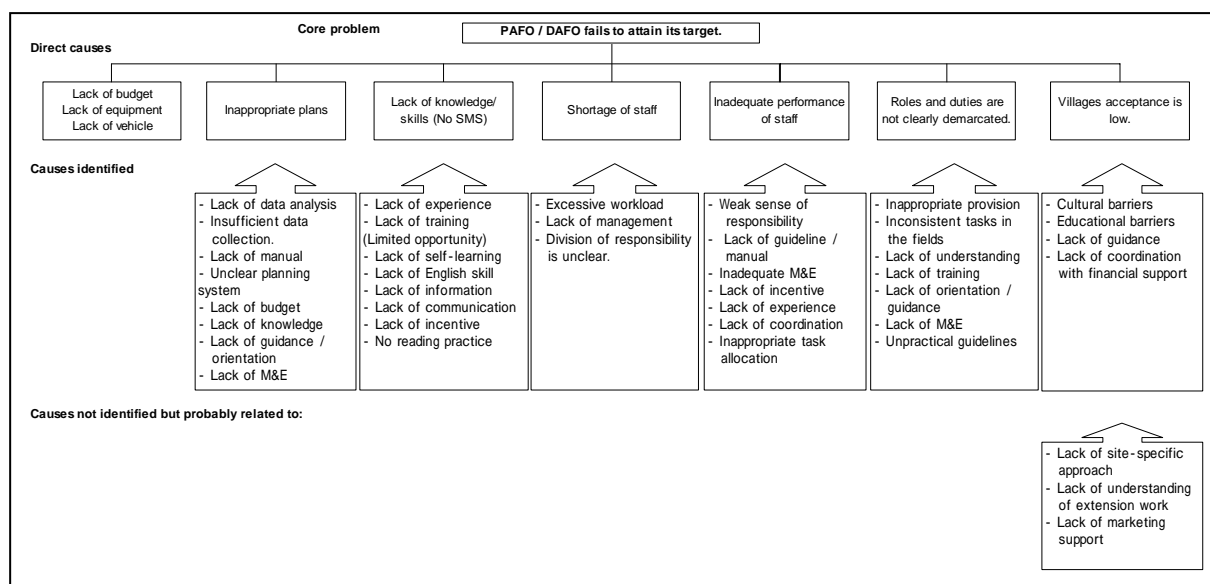 Core problem
PAFO / DAFO fails to attain its target.
Direct causes
Lack of budget
Lack of equipment
Lack of vehicle
Inappropriate plans
Lack of knowledge/
skills (No SMS)
Shortage of staff
Inadequate performance
of staff
Roles and duties are
not clearly demarcated.
Villages acceptance is
low.
Causes identified
- Lack of data analysis
- Insufficient data
collection.
- Lack of manual
- Unclear planning
system
- Lack of budget
- Lack of knowledge
- Lack of guidance /
orientation
- Lack of M&E
- Lack of experience
- Lack of training
(Limited opportunity)
- Lack of self-learning
- Lack of English skill
- Lack of information
- Lack of communication
- Lack of incentive
- No reading practice
- Excessive workload
- Lack of management
- Division of responsibility
is unclear.
- Weak sense of
responsibility
- Lack of guideline /
manual
- Inadequate M&E
- Lack of incentive
- Lack of experience
- Lack of coordination
- Inappropriate task
allocation
- Inappropriate provision
- Inconsistent tasks in
the fields
- Lack of understanding
- Lack of training
- Lack of orientation /
guidance
- Lack of M&E
- Unpractical guidelines
- Cultural barriers
- Educational barriers
- Lack of guidance
- Lack of coordination
with financial support
Causes not identified but probably related to:
- Lack of site-specific
approach
- Lack of understanding
of extension work
- Lack of marketing
support